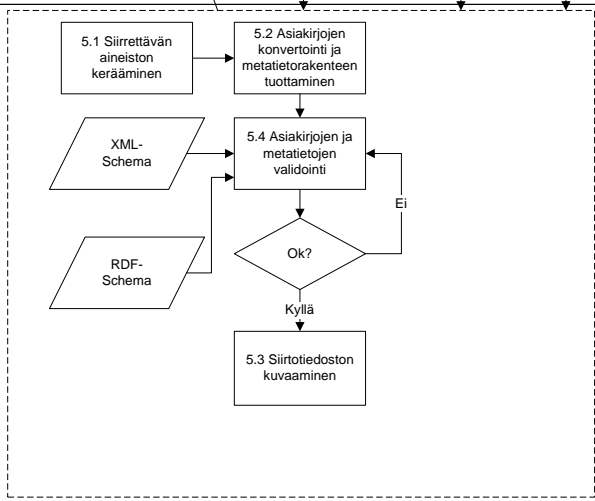 5.1 Siirrettävän
aineiston
kerääminen
5.2 Asiakirjojen
konvertointi ja
metatietorakenteen
tuottaminen
XML-
Schema
5.4 Asiakirjojen ja
metatietojen
validointi
Ei
RDF-
Schema
Ok?
Kyllä
5.3 Siirtotiedoston
kuvaaminen